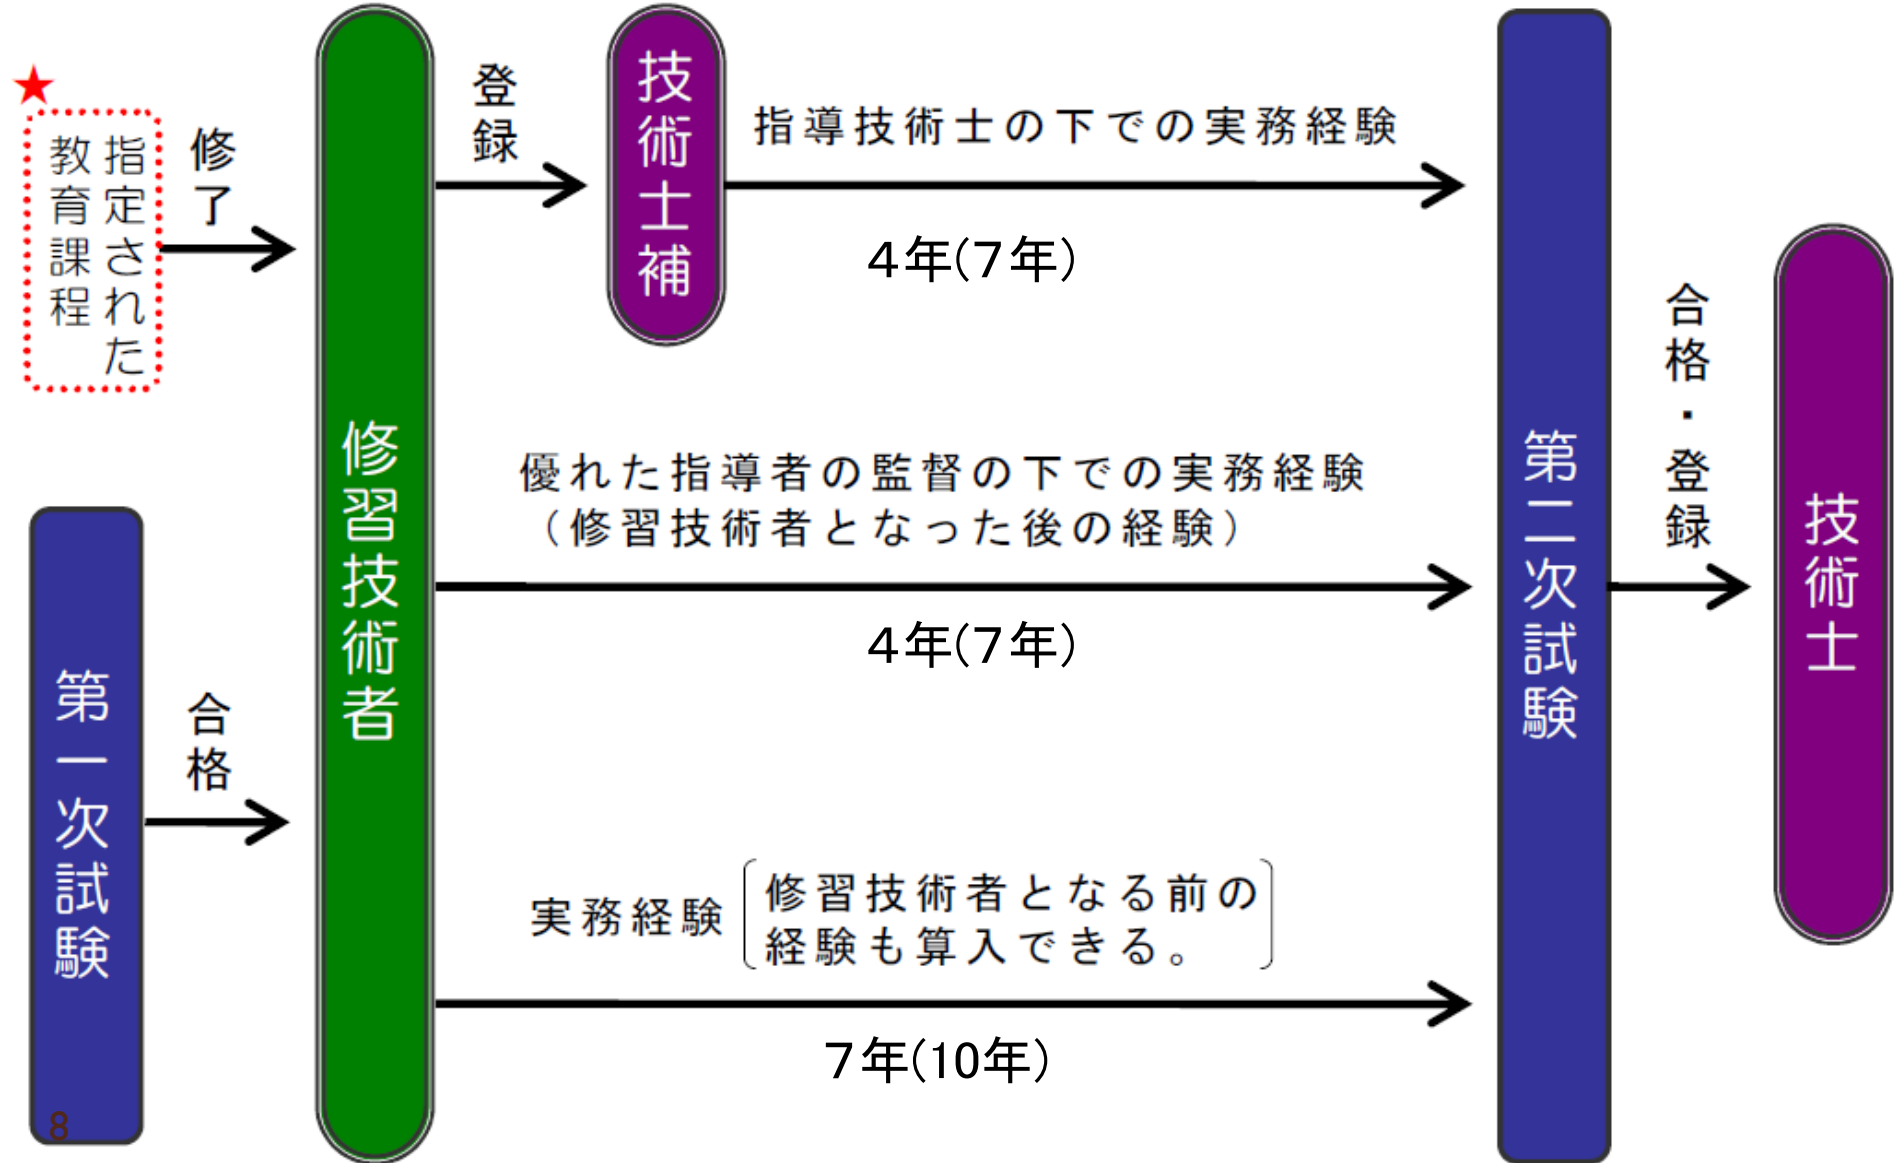 ★
指定された
教育課程
修了
第一次試験
合格
修習技術者
登録
技術士補
指導技術士の下での実務経験
4年(7年)
優れた指導者の監督の下での実務経験
（修習技術者となった後の経験）
4年(7年)
実務経験
修習技術者となる前の
経験も算入できる。
7年(10年)
第二次試験
合格・登録
技術士
8